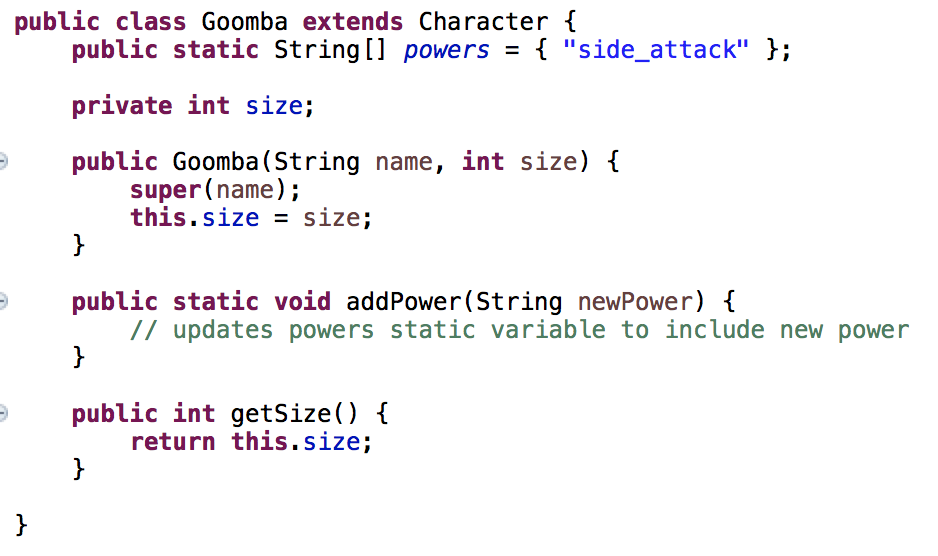 public class Goomba extends Character {
    public static String[] powers = { "side_attack" };
    private int size;
    public Goomba(String name, int size) {
        super(name);
        this.size = size;
    }
    public static void addPower(String newPower) {
        // updates powers static variable to include new power
    }
    public int getSize() {
        return this.size;
    }
}